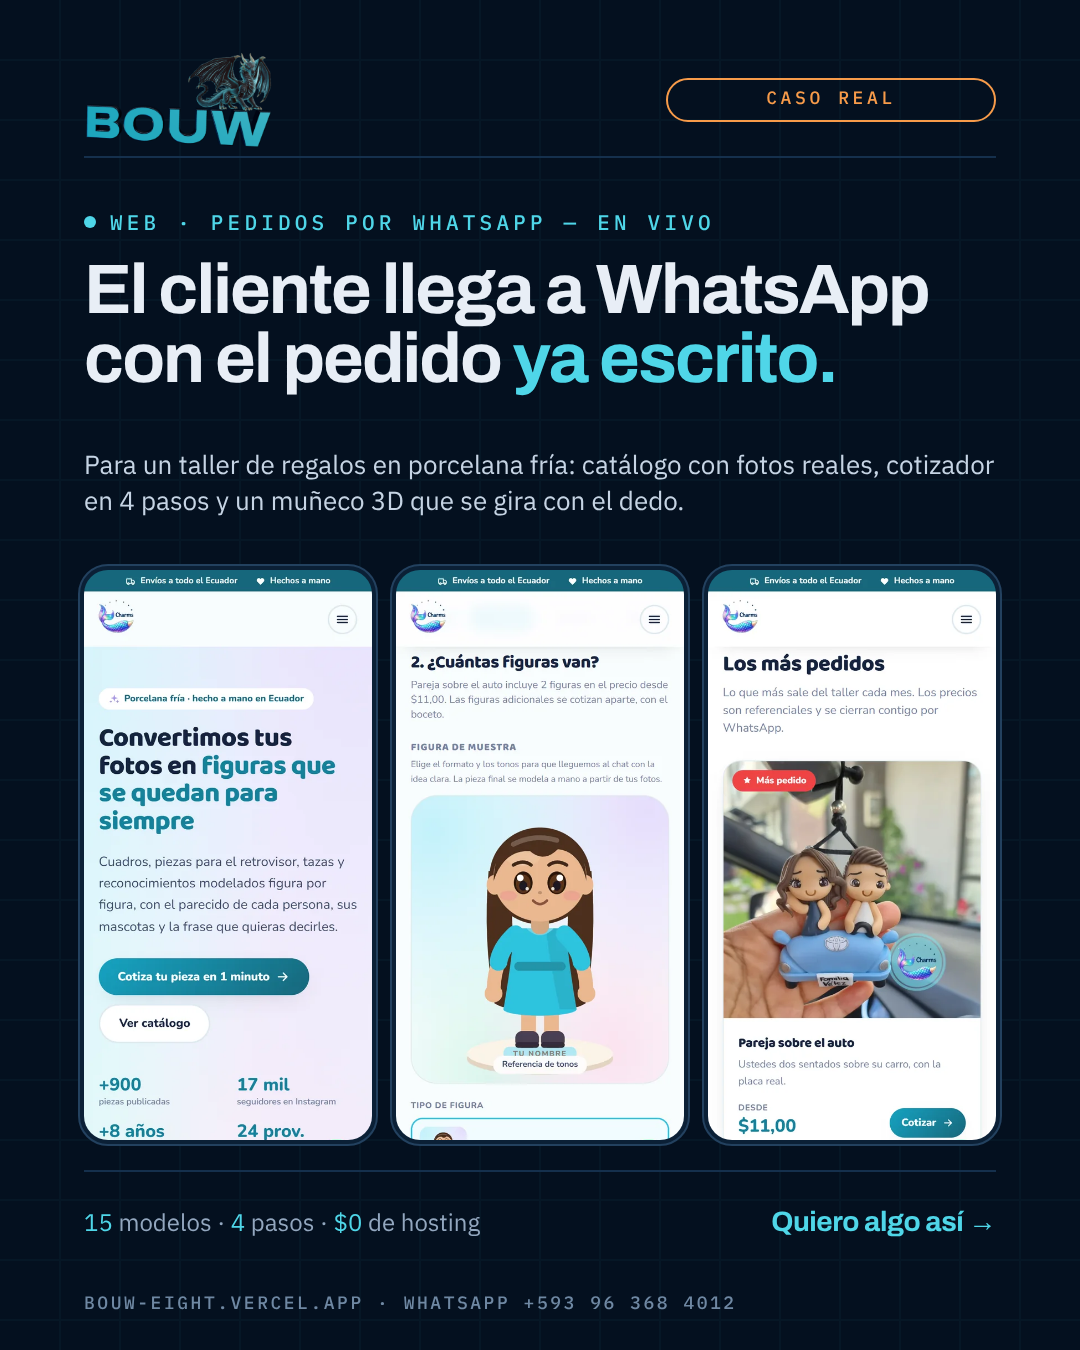 BOUW
CASO REAL
WEB · PEDIDOS POR WHATSAPP — EN VIVO
El cliente llega a WhatsApp
con el pedido ya escrito.
Para un taller de regalos en porcelana fría: catálogo con fotos reales, cotizador
en 4 pasos y un muñeco 3D que se gira con el dedo.
Envíos a todo el Ecuador Hechos a mano
Charms
Porcelana fría · hecho a mano en Ecuador
Convertimos tus
fotos en figuras que
se quedan para
siempre
Cuadros, piezas para el retrovisor, tazas y
reconocimientos modelados figura por
figura, con el parecido de cada persona, sus
mascotas y la frase que quieras decirles.
Cotiza tu pieza en 1 minuto →
Ver catálogo
+900 17 mil
piezas publicadas seguidores en Instagram
+8 años 24 prov.
Envíos a todo el Ecuador Hechos a mano
Charms
2. ¿Cuántas figuras van?
Pareja sobre el auto incluye 2 figuras en el precio desde
$11,00. Las figuras adicionales se cotizan aparte, con el
boceto.
FIGURA DE MUESTRA
Elige el formato y los tonos para que lleguemos al chat con la
idea clara. La pieza final se modela a mano a partir de tus fotos.
TU NOMBRE
Referencia de tonos
TIPO DE FIGURA
Envíos a todo el Ecuador Hechos a mano
Charms
Los más pedidos
Lo que más sale del taller cada mes. Los precios
son referenciales y se cierran contigo por
WhatsApp.
Más pedido
Charms
Familia
Vélez
Pareja sobre el auto
Ustedes dos sentados sobre su carro, con la
placa real.
DESDE
$11,00
Cotizar →
15 modelos · 4 pasos · $0 de hosting
Quiero algo así →
BOUW-EIGHT.VERCEL.APP · WHATSAPP +593 96 368 4012